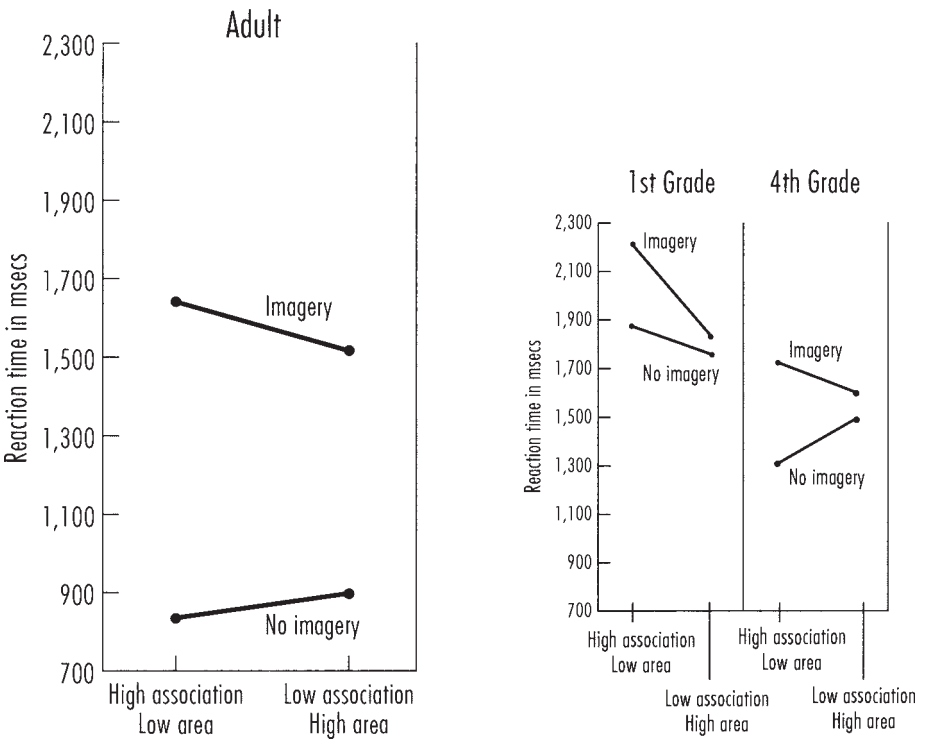 Adult
2,300
2,100
1,900
1,700
1,500
1,300
1,100
900
700
Reaction time in msecs
Imagery
No imagery
High association
Low area
Low association
High area
1st Grade
4th Grade
2,300
2,100
1,900
1,700
1,500
1,300
1,100
900
700
Reaction time in msecs
Imagery
No imagery
Imagery
No imagery
High association
Low area
Low association
High area
High association
Low area
Low association
High area